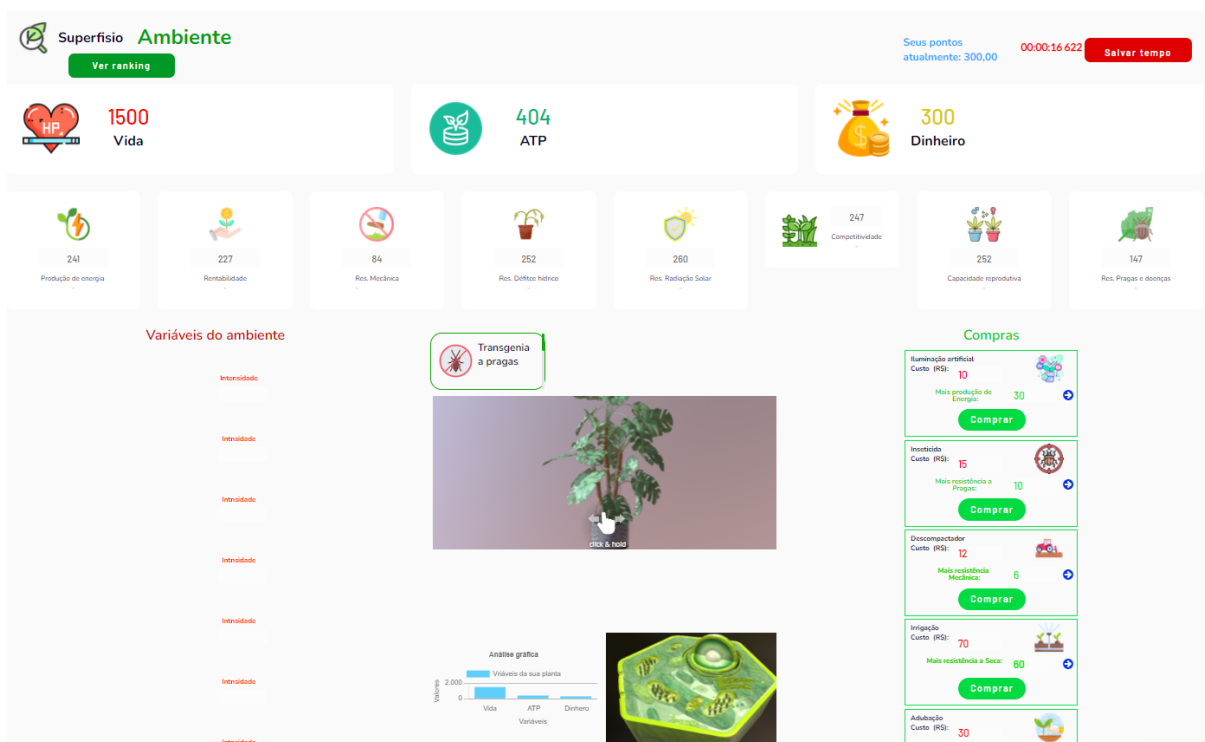 Superfisio Ambiente
Ver ranking
Seus pontos
atualmente: 300,00
00:00:16 622
Salvar tempo
HP
1500
Vida
404
ATP
300
Dinheiro
241
Produção de energia
227
Rentabilidade
84
Res. Mecânica
252
Res. Défitce hídrico
260
Res. Radiação Solar
247
Competitividade
252
Capacidade reprodutiva
147
Res. Pragas e doenças
Variáveis do ambiente
Intensidade
Intnsidade
Intnsidade
Intnsidade
Intnsidade
Intnsidade
Intnsidade
Transgenia
a pragas
click & hold
Análise gráfica
Vriáveis da sua planta
Valores
2.000
0
Vida ATP Dinhero
Variáveis
Compras
Iluminação artificial
Custo (R$): 10
Mais produção de
Energia: 30
Comprar
Inseticida
Custo (R$): 15
Mais resistência a
Pragas: 10
Comprar
Descompactador
Custo (R$): 12
Mais resistência
Mecânica: 6
Comprar
Irrigação
Custo (R$): 70
Mais resistência a Seca: 60
Comprar
Adubação
Custo (R$): 30